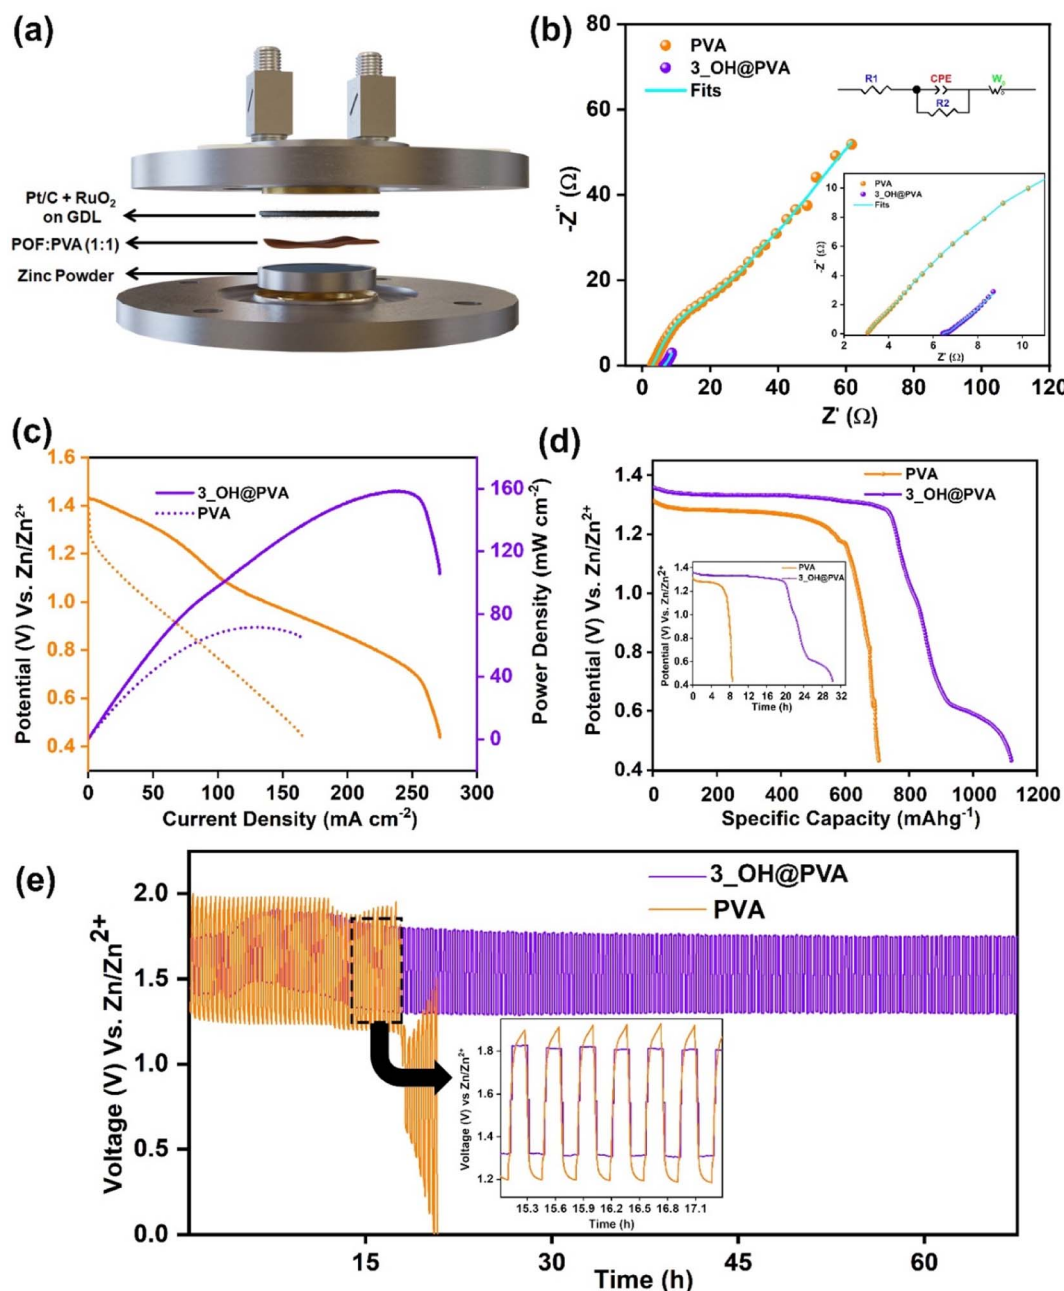 (a)
Pt/C + RuO2
on GDL
POF:PVA (1:1)
Zinc Powder
(b)
80
60
40
20
0
-Z'' (Ω)
PVA
3_OH@PVA
Fits
R1
CPE
R2
Ws
10
8
6
4
2
0
-Z'' (Ω)
PVA
3_OH@PVA
Fits
2 4 6 8 10
Z' (Ω)
0 20 40 60 80 100 120
Z' (Ω)
(c)
1.6
1.4
1.2
1.0
0.8
0.6
0.4
Potential (V) Vs. Zn/Zn2+
3_OH@PVA
PVA
160
120
80
40
0
Power Density (mW cm-2)
0 50 100 150 200 250 300
Current Density (mA cm-2)
(d)
1.4
1.2
1.0
0.8
0.6
0.4
Potential (V) Vs. Zn/Zn2+
PVA
3_OH@PVA
1.4
1.2
1.0
0.8
0.6
0.4
Potential (V) Vs. Zn/Zn2+
PVA
3_OH@PVA
0 4 8 12 16 20 24 28 32
Time (h)
0 200 400 600 800 1000 1200
Specific Capacity (mAhg-1)
(e)
2.0
1.5
1.0
0.5
0.0
Voltage (V) Vs. Zn/Zn2+
3_OH@PVA
PVA
1.8
1.6
1.4
1.2
Voltage (V) vs Zn/Zn2+
15.3 15.6 15.9 16.2 16.5 16.8 17.1
Time (h)
15 30 45 60
Time (h)